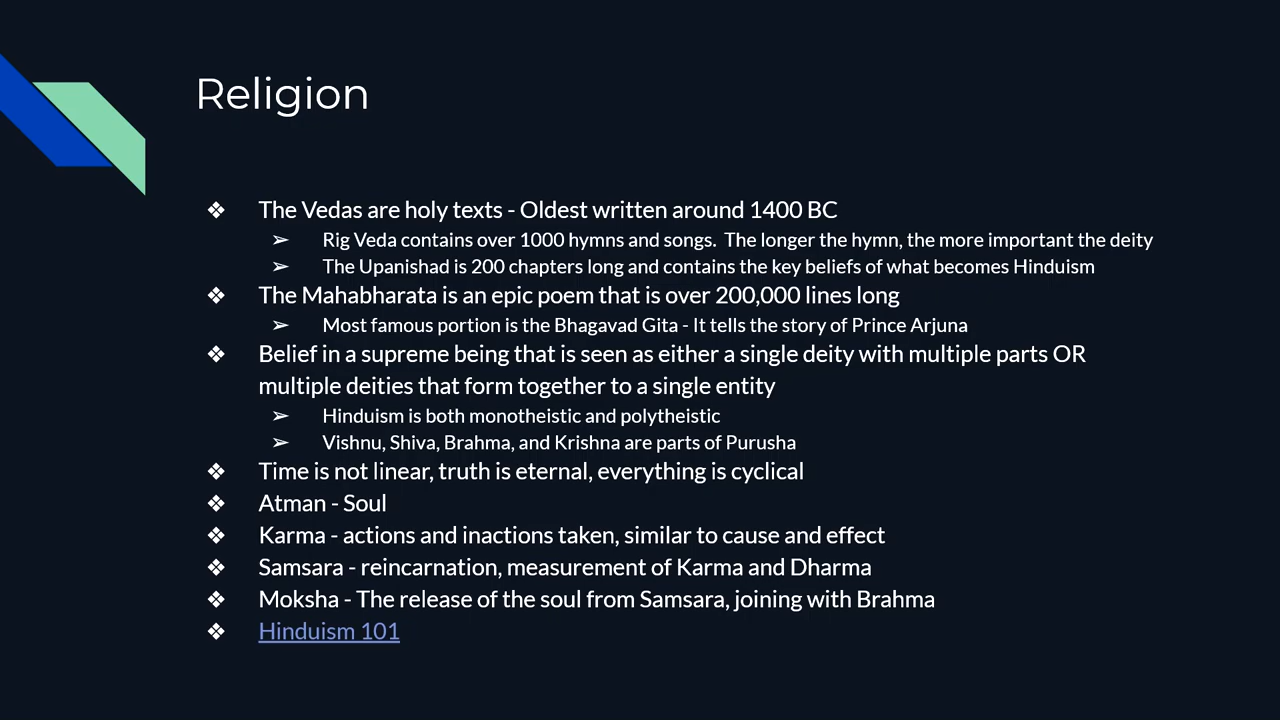 Religion
❖ The Vedas are holy texts - Oldest written around 1400 BC
➢ Rig Veda contains over 1000 hymns and songs.  The longer the hymn, the more important the deity
➢ The Upanishad is 200 chapters long and contains the key beliefs of what becomes Hinduism
❖ The Mahabharata is an epic poem that is over 200,000 lines long
➢ Most famous portion is the Bhagavad Gita - It tells the story of Prince Arjuna
❖ Belief in a supreme being that is seen as either a single deity with multiple parts OR
multiple deities that form together to a single entity
➢ Hinduism is both monotheistic and polytheistic
➢ Vishnu, Shiva, Brahma, and Krishna are parts of Purusha
❖ Time is not linear, truth is eternal, everything is cyclical
❖ Atman - Soul
❖ Karma - actions and inactions taken, similar to cause and effect
❖ Samsara - reincarnation, measurement of Karma and Dharma
❖ Moksha - The release of the soul from Samsara, joining with Brahma
❖ Hinduism 101